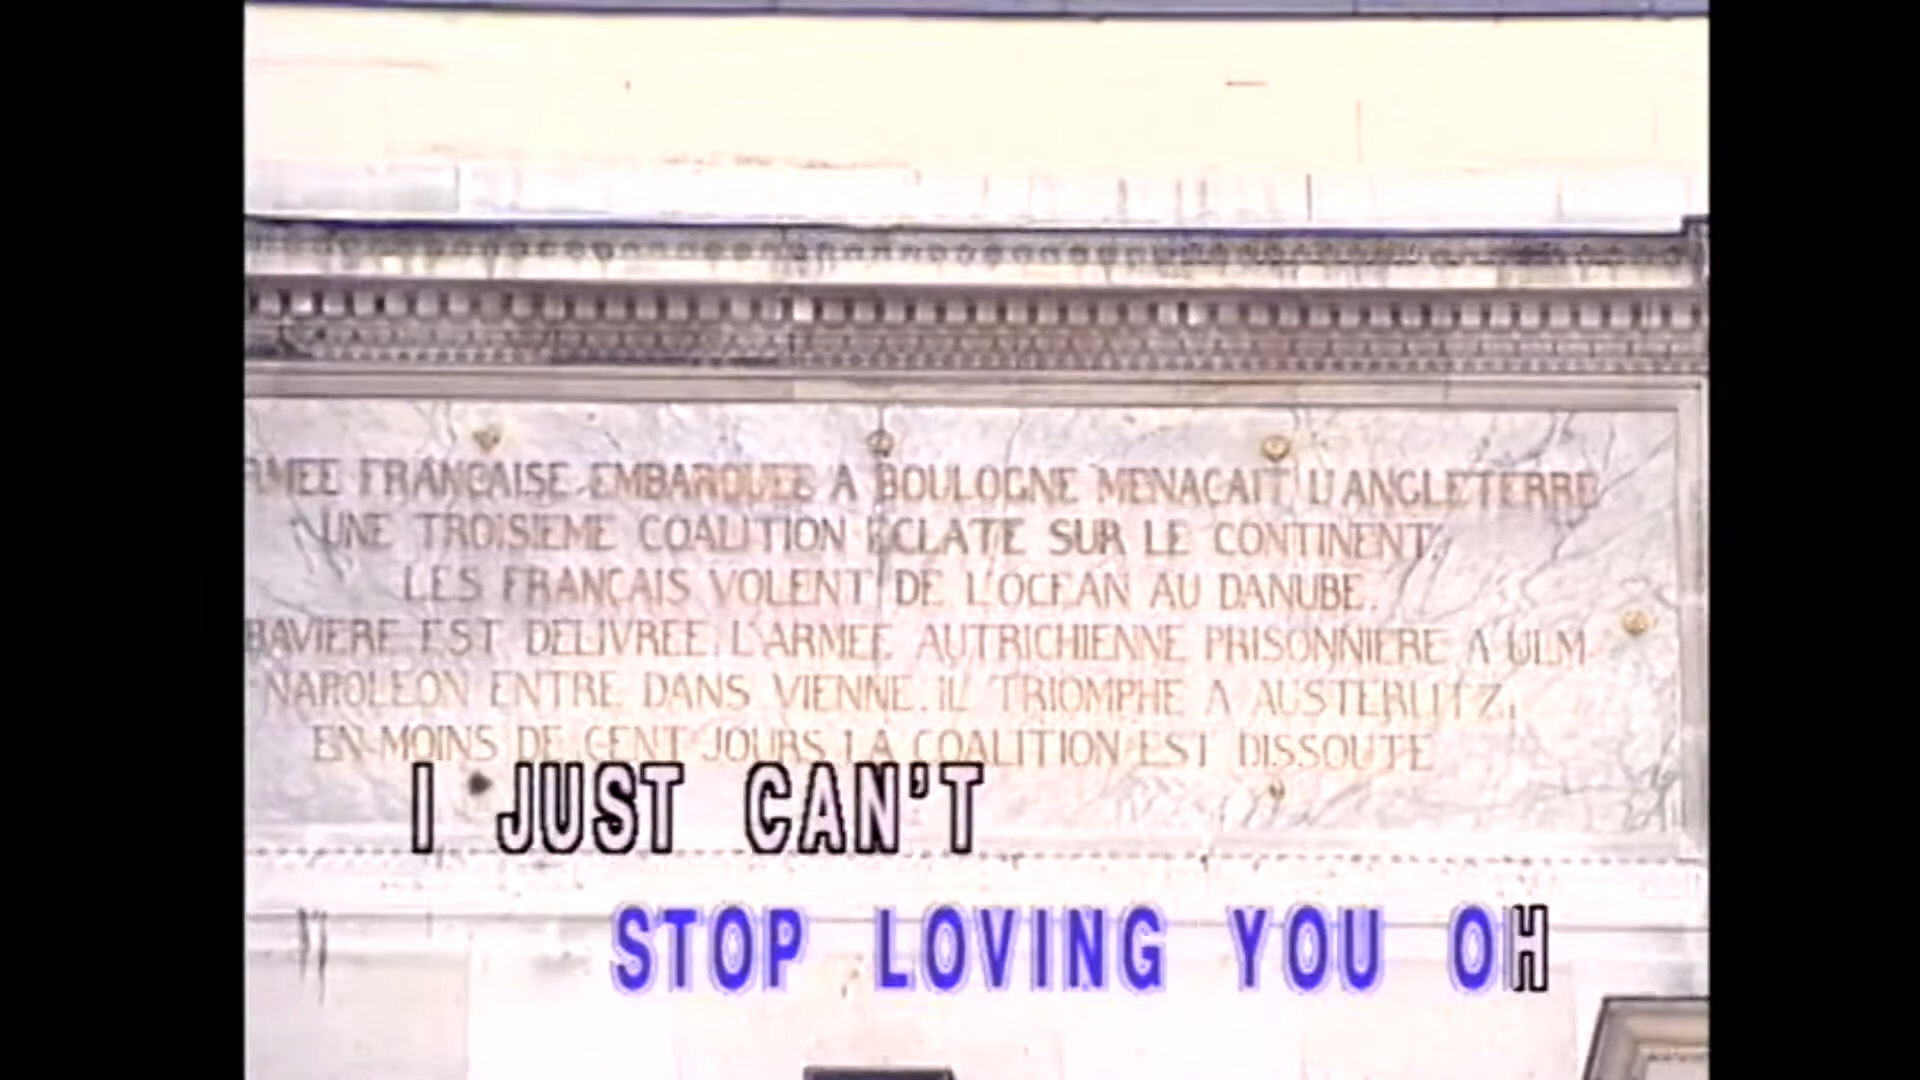 RMEE FRANÇAISE EMBARQUEE A BOULOGNE MENAÇAIT L'ANGLETERRE
UNE TROISIEME COALITION ECLATE SUR LE CONTINENT.
LES FRANÇAIS VOLENT DE L'OCEAN AU DANUBE.
BAVIERE EST DELIVREE, L'ARMEE AUTRICHIENNE PRISONNIERE A ULM
NAPOLEON ENTRE DANS VIENNE. IL TRIOMPHE A AUSTERLITZ,
EN MOINS DE CENT JOURS LA COALITION EST DISSOUTE
I JUST CAN'T
STOP LOVING YOU OH